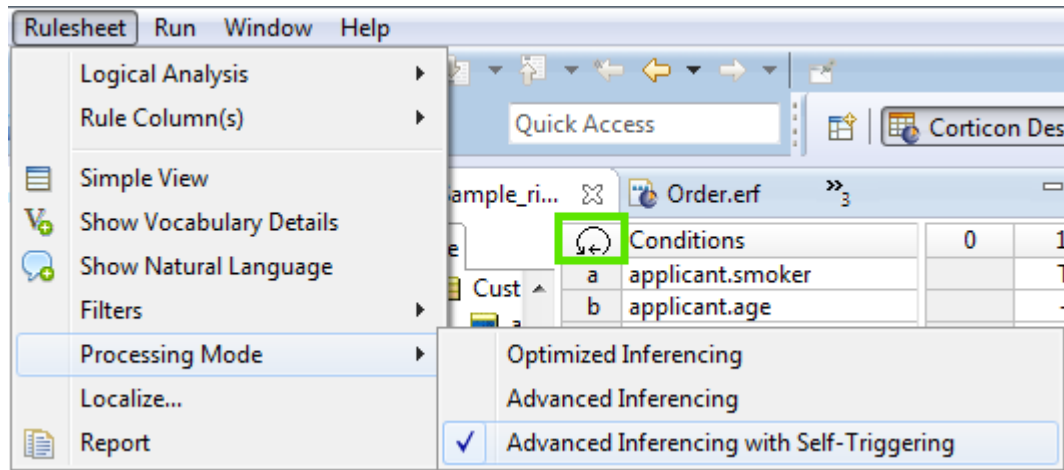 Rulesheet Run Window Help
Logical Analysis
Rule Column(s)
Quick Access
Corticon Des
Simple View
ample_ri...
Order.erf
»3
Show Vocabulary Details
Show Natural Language
Conditions 0 1
Cust
a applicant.smoker T
Filters
b applicant.age -
Processing Mode
Optimized Inferencing
Localize...
Advanced Inferencing
Report
Advanced Inferencing with Self-Triggering